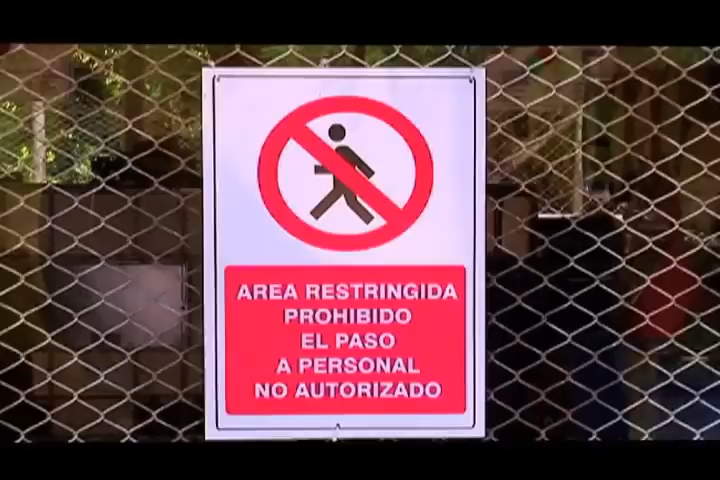 AREA RESTRINGIDA
PROHIBIDO
EL PASO
A PERSONAL
NO AUTORIZADO